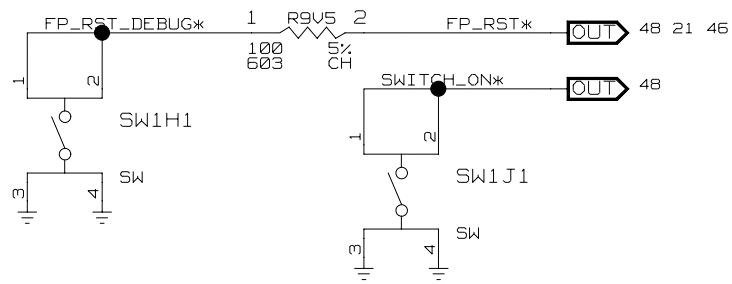 FP_RST_DEBUG*
1 R9V5 2
FP_RST*
OUT 48 21 46
100 5%
603 CH
SWITCH_ON*
OUT 48
1 2
SW1H1
SW
3 4
1 2
SW1J1
SW
3 4